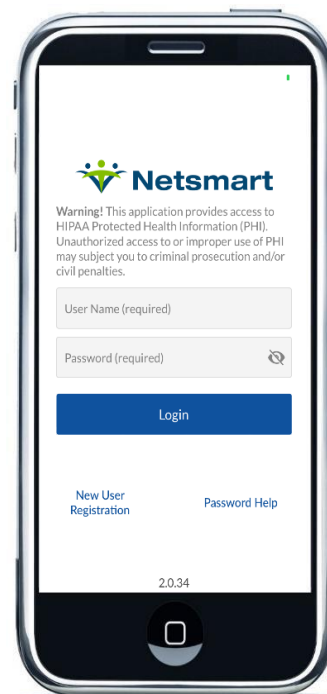 Netsmart
Warning! This application provides access to
HIPAA Protected Health Information (PHI).
Unauthorized access to or improper use of PHI
may subject you to criminal prosecution and/or
civil penalties.
User Name (required)
Password (required)
Login
New User
Registration
Password Help
2.0.34